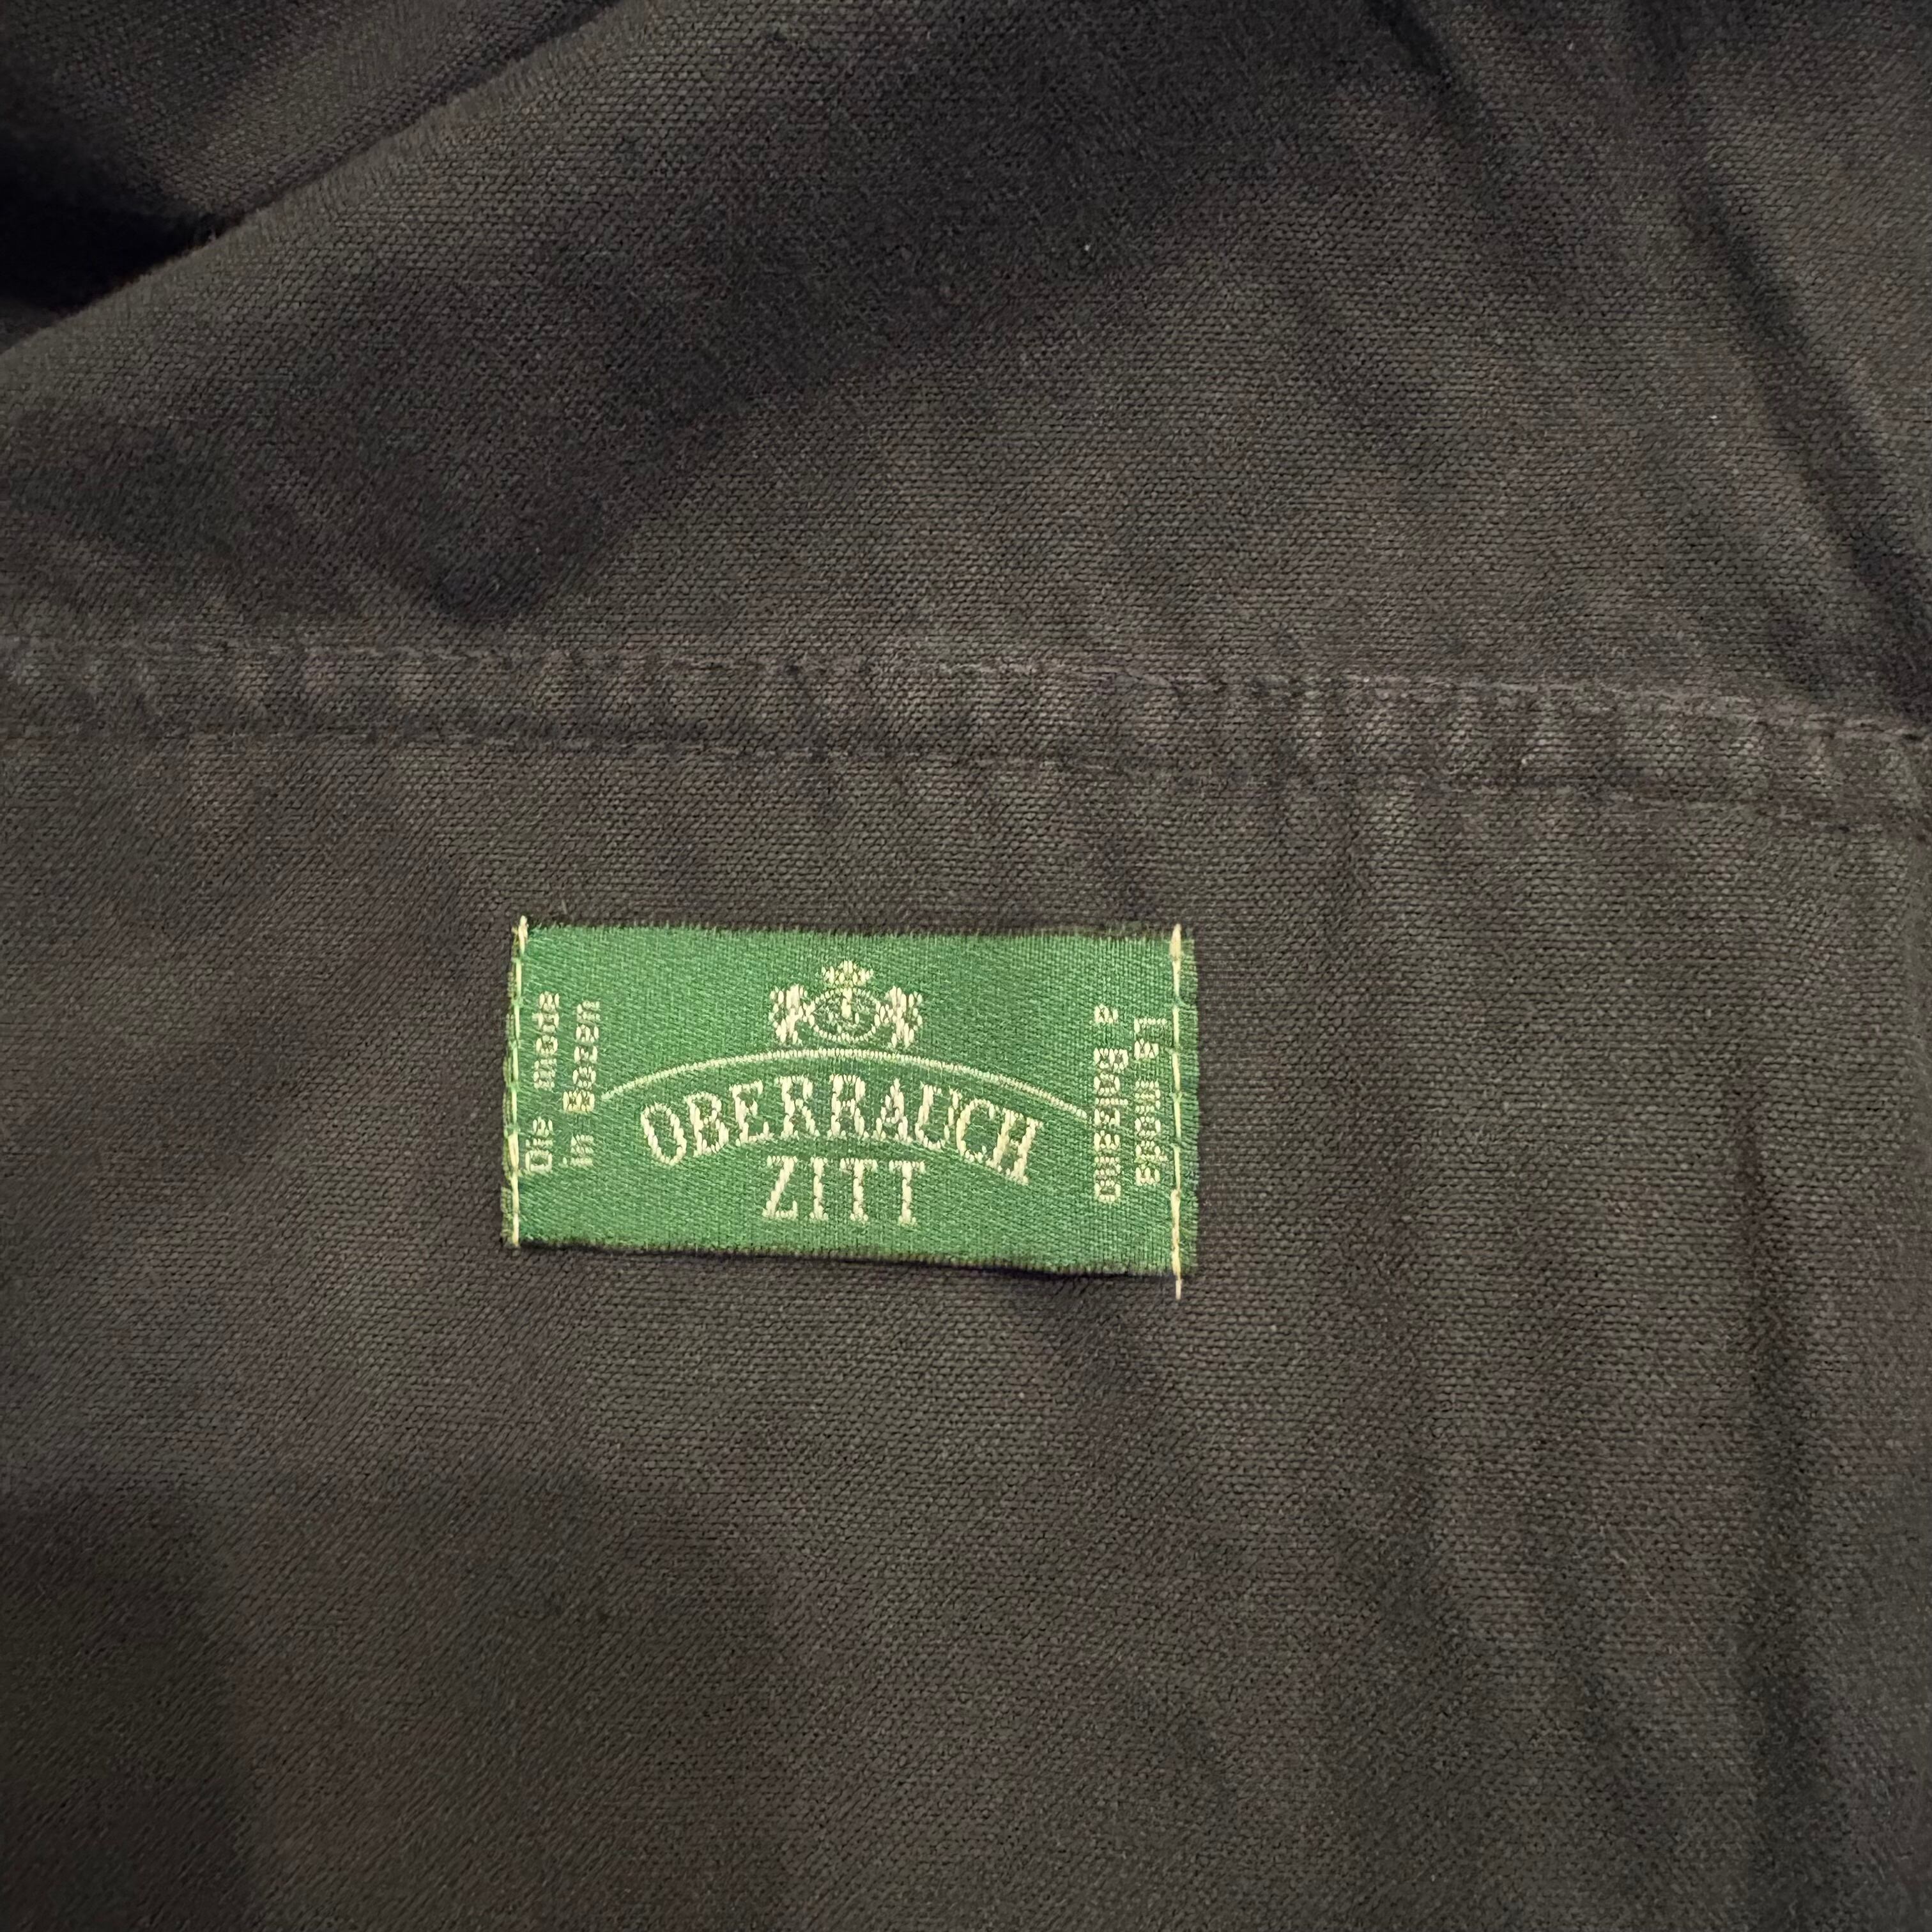 Die mode
in Bozen
OBERRAUCH
ZITT
La moda
a Bolzano